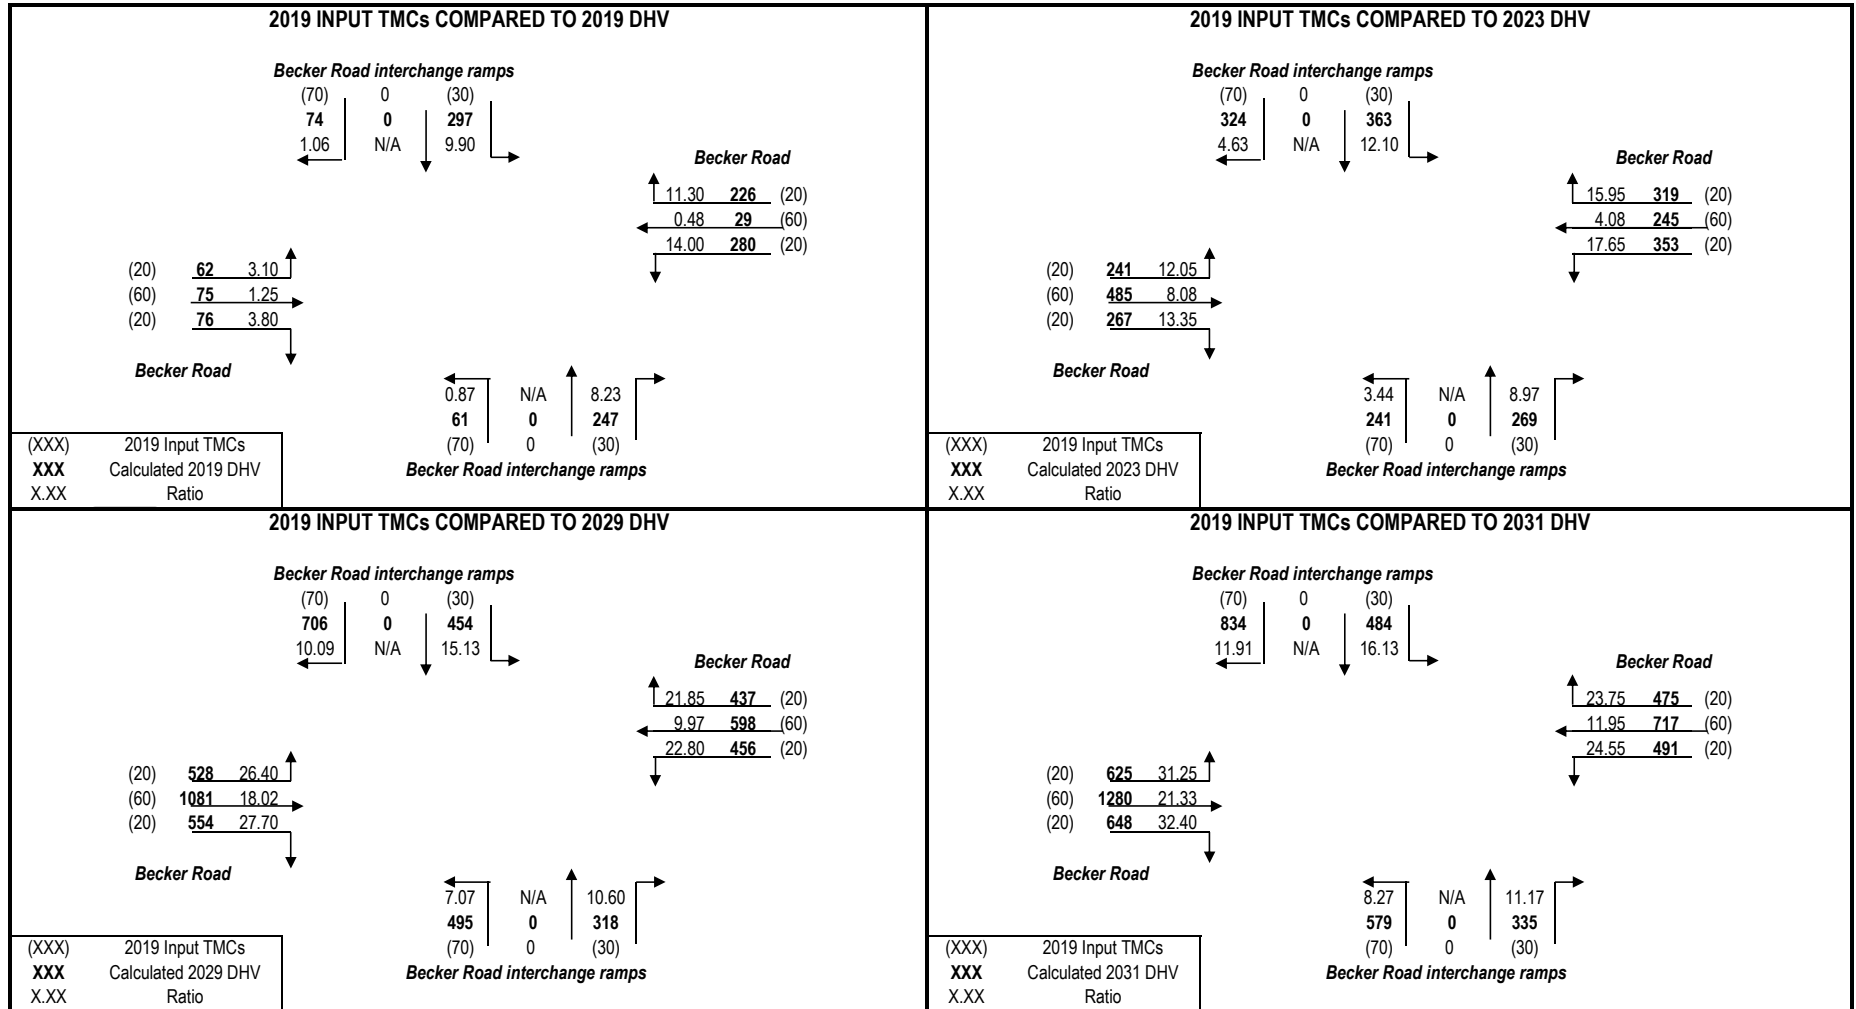 2019 INPUT TMCs COMPARED TO 2019 DHV
Becker Road interchange ramps
(70) 0 (30)
74 0 297
1.06 N/A 9.90
Becker Road
11.30 226 (20)
0.48 29 (60)
14.00 280 (20)
(20) 62 3.10
(60) 75 1.25
(20) 76 3.80
Becker Road
0.87 N/A 8.23
61 0 247
(70) 0 (30)
Becker Road interchange ramps
(XXX) 2019 Input TMCs
XXX Calculated 2019 DHV
X.XX Ratio
2019 INPUT TMCs COMPARED TO 2023 DHV
Becker Road interchange ramps
(70) 0 (30)
324 0 363
4.63 N/A 12.10
Becker Road
15.95 319 (20)
4.08 245 (60)
17.65 353 (20)
(20) 241 12.05
(60) 485 8.08
(20) 267 13.35
Becker Road
3.44 N/A 8.97
241 0 269
(70) 0 (30)
Becker Road interchange ramps
(XXX) 2019 Input TMCs
XXX Calculated 2023 DHV
X.XX Ratio
2019 INPUT TMCs COMPARED TO 2029 DHV
Becker Road interchange ramps
(70) 0 (30)
706 0 454
10.09 N/A 15.13
Becker Road
21.85 437 (20)
9.97 598 (60)
22.80 456 (20)
(20) 528 26.40
(60) 1081 18.02
(20) 554 27.70
Becker Road
7.07 N/A 10.60
495 0 318
(70) 0 (30)
Becker Road interchange ramps
(XXX) 2019 Input TMCs
XXX Calculated 2029 DHV
X.XX Ratio
2019 INPUT TMCs COMPARED TO 2031 DHV
Becker Road interchange ramps
(70) 0 (30)
834 0 484
11.91 N/A 16.13
Becker Road
23.75 475 (20)
11.95 717 (60)
24.55 491 (20)
(20) 625 31.25
(60) 1280 21.33
(20) 648 32.40
Becker Road
8.27 N/A 11.17
579 0 335
(70) 0 (30)
Becker Road interchange ramps
(XXX) 2019 Input TMCs
XXX Calculated 2031 DHV
X.XX Ratio